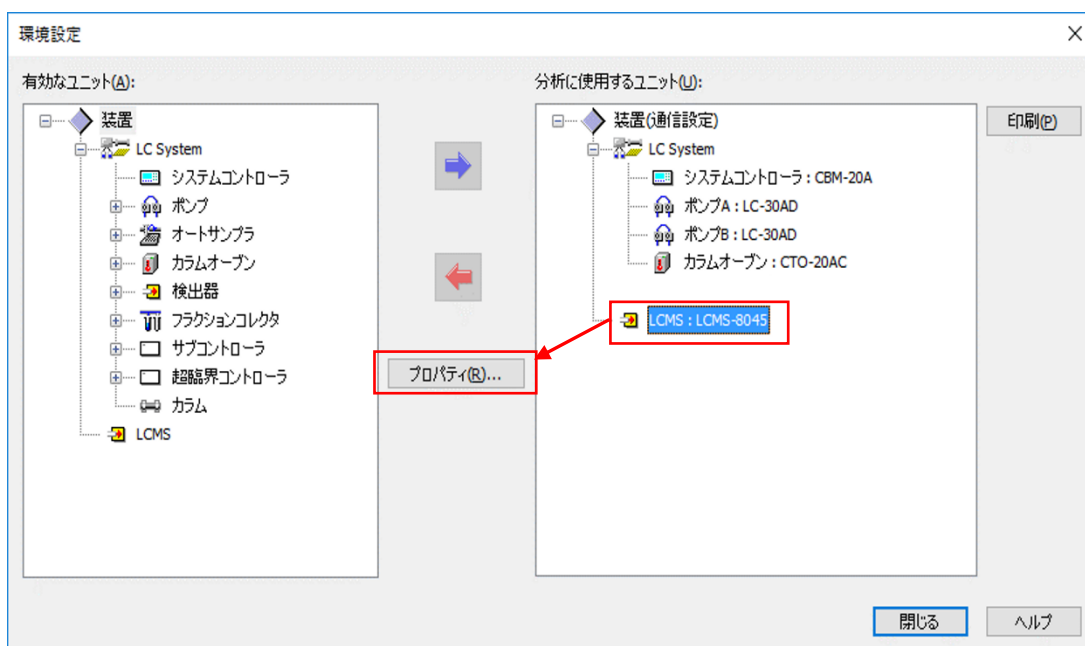 環境設定
有効なユニット(A):
装置
LC System
システムコントローラ
ポンプ
オートサンプラ
カラムオーブン
検出器
フラクションコレクタ
サブコントローラ
超臨界コントローラ
カラム
LCMS
プロパティ(R)...
分析に使用するユニット(U):
装置(通信設定)
LC System
システムコントローラ : CBM-20A
ポンプA : LC-30AD
ポンプB : LC-30AD
カラムオーブン : CTO-20AC
LCMS : LCMS-8045
印刷(P)
閉じる
ヘルプ